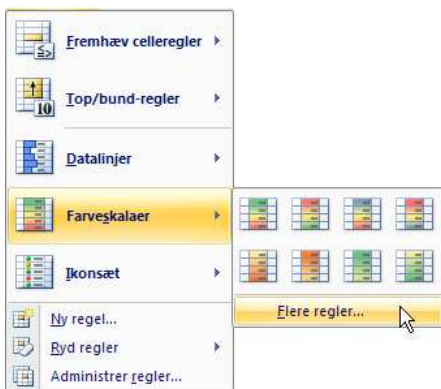 Fremhæv celleregler
Top/bund-regler
10
Datalinjer
Farveskalaer
Ikonsæt
Flere regler...
Ny regel...
Ryd regler
Administrer regler...